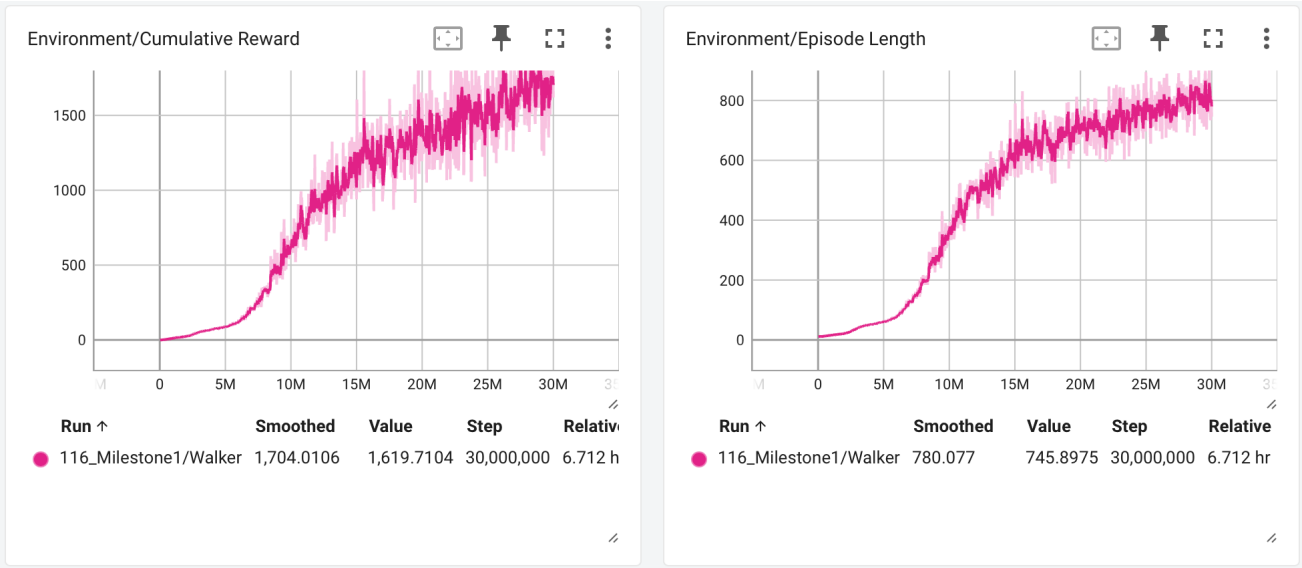 Environment/Cumulative Reward
1500
1000
500
0
M 0 5M 10M 15M 20M 25M 30M 35
Run ↑ Smoothed Value Step Relativ
116_Milestone1/Walker 1,704.0106 1,619.7104 30,000,000 6.712 h
Environment/Episode Length
800
600
400
200
0
M 0 5M 10M 15M 20M 25M 30M 35
Run ↑ Smoothed Value Step Relative
116_Milestone1/Walker 780.077 745.8975 30,000,000 6.712 hr